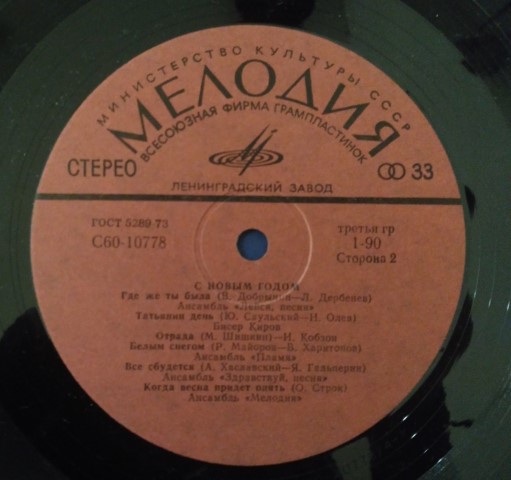 МИНИСТЕРСТВО КУЛЬТУРЫ СССР
МЕЛОДИЯ
ВСЕСОЮЗНАЯ ФИРМА ГРАМПЛАСТИНОК
СТЕРЕО 33
ЛЕНИНГРАДСКИЙ ЗАВОД
ГОСТ 5289-73 третья гр
С60-10778 1-90
Сторона 2
С НОВЫМ ГОДОМ
Где же ты была (В. Добрынин—Л. Дербенев)
Ансамбль «Лейся, песня»
Татьянин день (Ю. Саульский—И. Олев)
Бисер Киров
Отрада (М. Шишкин)—И. Кобзон
Белым снегом (Р. Майоров—В. Харитонов)
Ансамбль «Пламя»
Все сбудется (А. Хаславский—Я. Гальперин)
Ансамбль «Здравствуй, песня»
Когда весна придет опять (О. Строк)
Ансамбль «Мелодия»